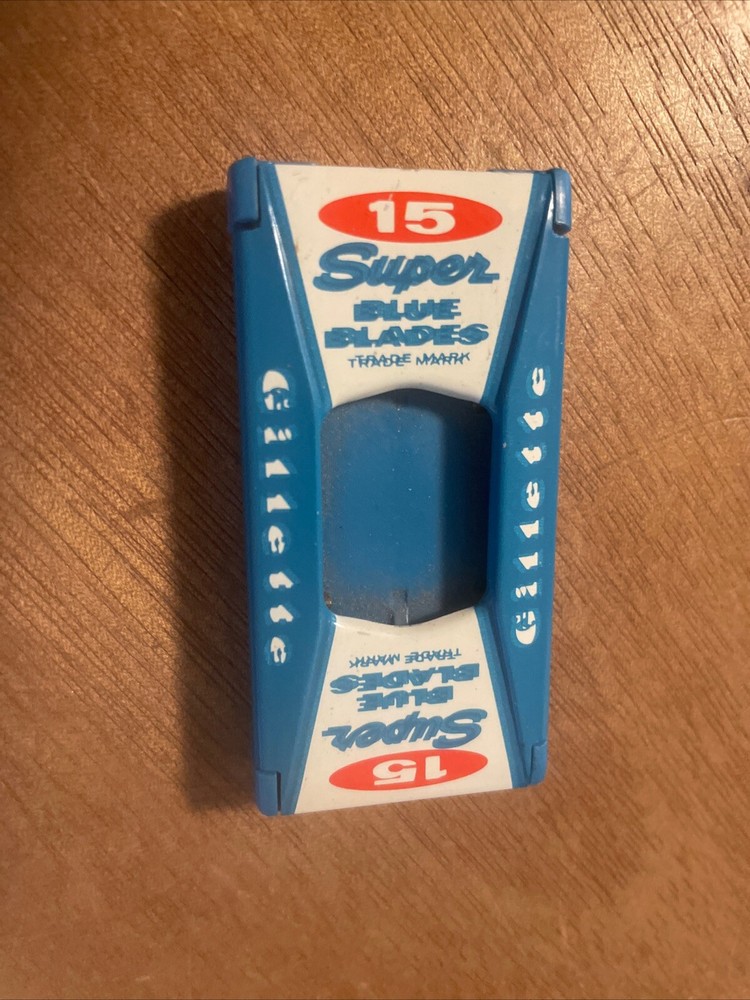 15
Super
BLUE
BLADES
TRADE MARK
Gillette
Gillette
15
Super
BLUE
BLADES
TRADE MARK